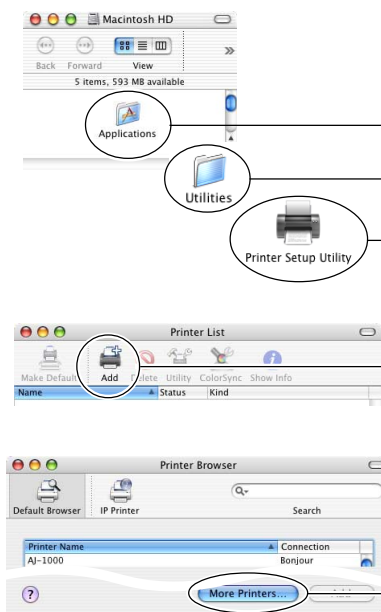 Macintosh HD
Back Forward View
5 items, 593 MB available
Applications
Utilities
Printer Setup Utility
Printer List
Make Default Add Delete Utility ColorSync Show Info
Name Status Kind
Printer Browser
Default Browser IP Printer Search
Printer Name Connection
AJ-1000 Bonjour
? More Printers... Add